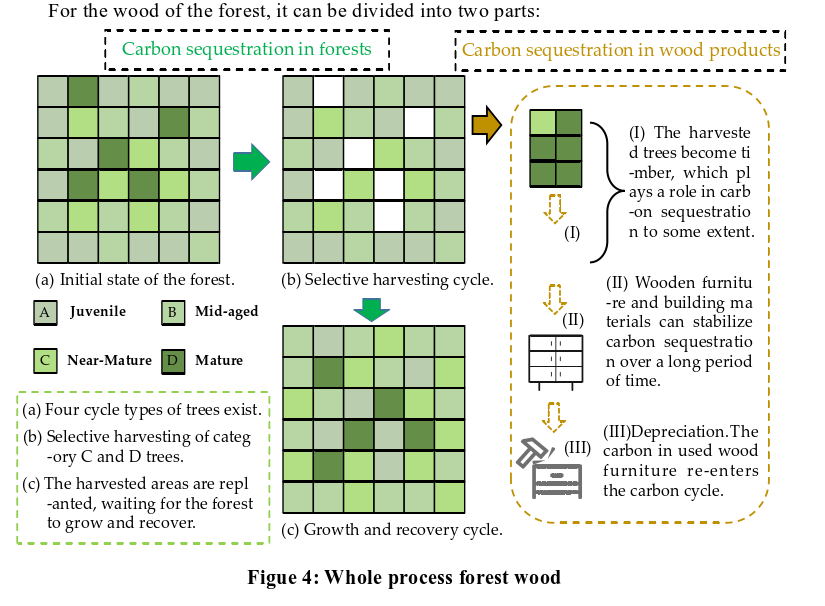 For the wood of the forest, it can be divided into two parts:
Carbon sequestration in forests
Carbon sequestration in wood products
(a) Initial state of the forest.
(b) Selective harvesting cycle.
A Juvenile
B Mid-aged
C Near-Mature
D Mature
(a) Four cycle types of trees exist.
(b) Selective harvesting of categ
-ory C and D trees.
(c) The harvested areas are repl
-anted, waiting for the forest
to grow and recover.
(c) Growth and recovery cycle.
(I) The harveste
d trees become ti
-mber, which pl
ays a role in carb
-on sequestratio
n to some extent.
(I)
(II) Wooden furnitu
-re and building ma
terials can stabilize
carbon sequestratio
n over a long period
of time.
(II)
(III)Depreciation.The
carbon in used wood
furniture re-enters
the carbon cycle.
(III)
Figue 4: Whole process forest wood